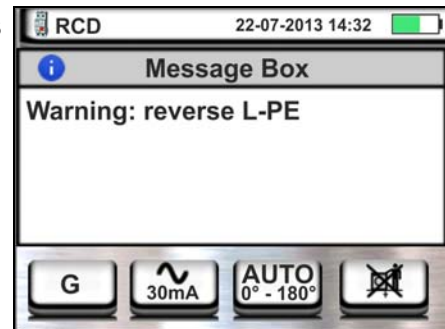 RCD 22-07-2013 14:32
Message Box
Warning: reverse L-PE
G 30mA AUTO
0° - 180°